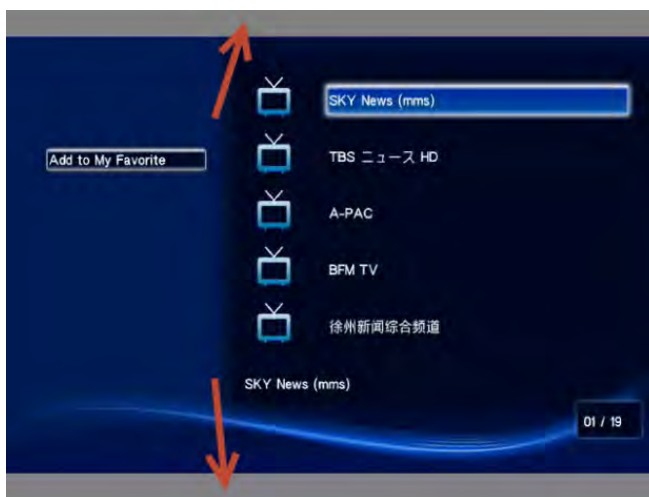 SKY News (mms)
Add to My Favorite
TBS ニュース HD
A-PAC
BFM TV
徐州新闻综合频道
SKY News (mms)
01 / 19